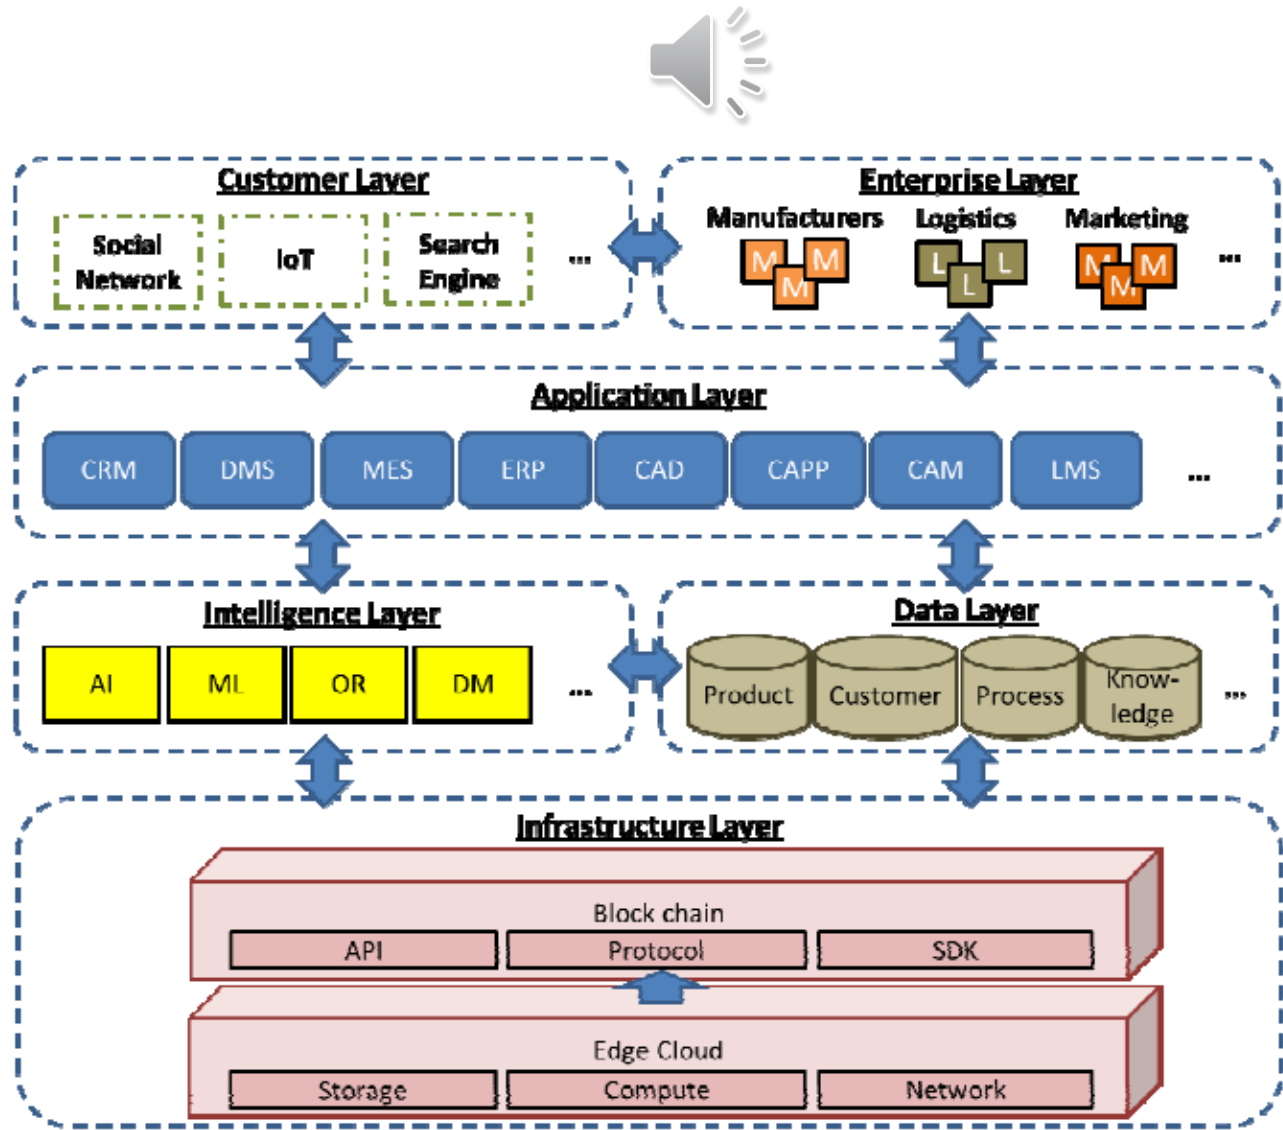 Customer Layer
Social
Network
IoT
Search
Engine
...
Enterprise Layer
Manufacturers
M M M
Logistics
L L L
Marketing
M M M
...
Application Layer
CRM DMS MES ERP CAD CAPP CAM LMS ...
Intelligence Layer
AI ML OR DM ...
Data Layer
Product
Customer
Process
Know-
ledge
...
Infrastructure Layer
Block chain
API Protocol SDK
Edge Cloud
Storage Compute Network